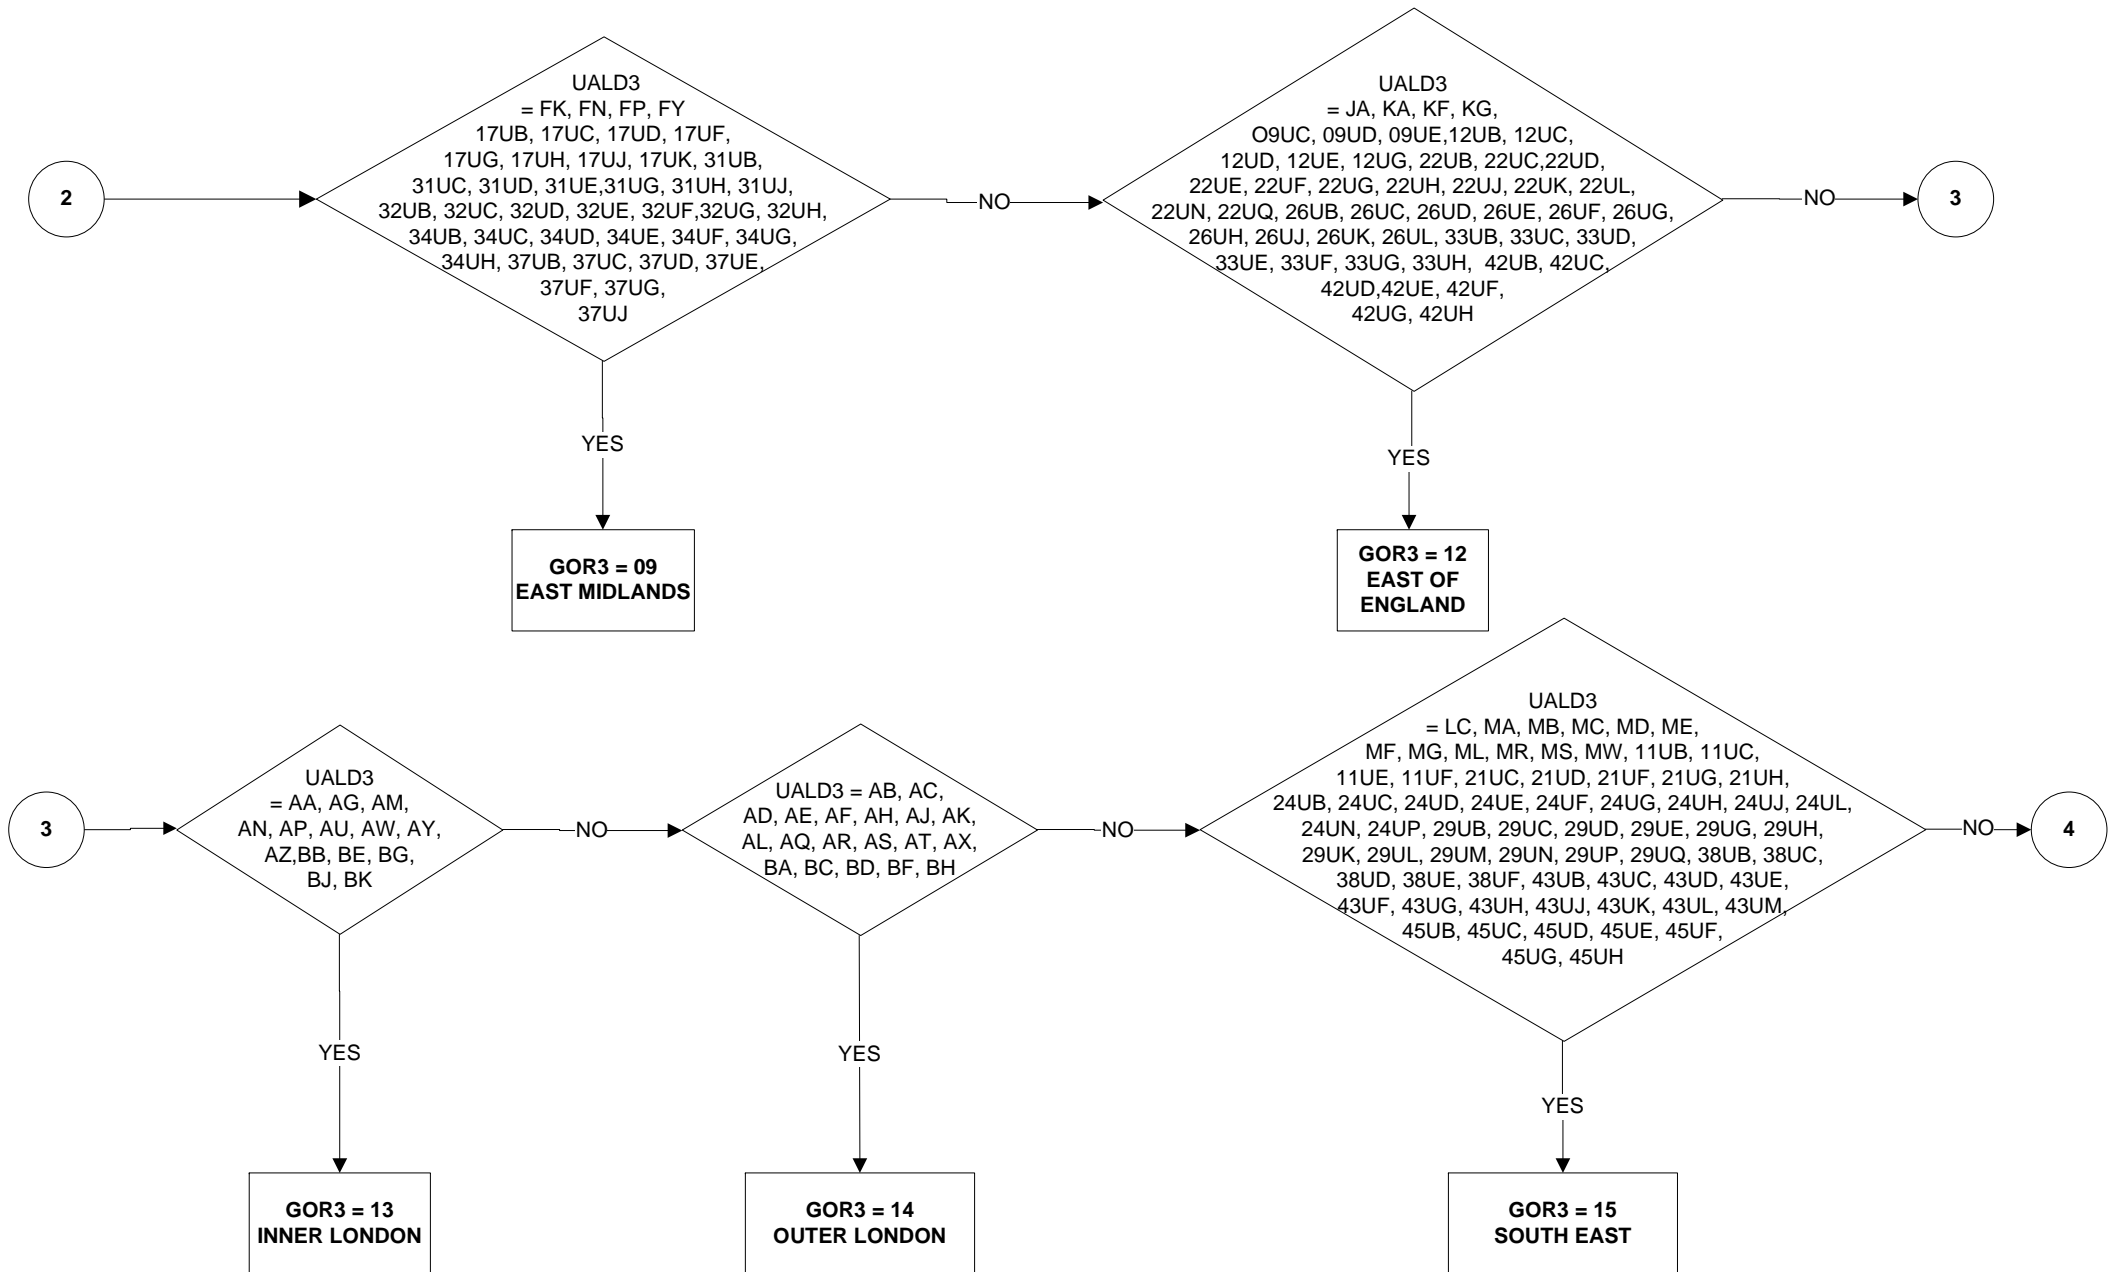 2
UALD3
= FK, FN, FP, FY
17UB, 17UC, 17UD, 17UF,
17UG, 17UH, 17UJ, 17UK, 31UB,
31UC, 31UD, 31UE,31UG, 31UH, 31UJ,
32UB, 32UC, 32UD, 32UE, 32UF,32UG, 32UH,
34UB, 34UC, 34UD, 34UE, 34UF, 34UG,
34UH, 37UB, 37UC, 37UD, 37UE,
37UF, 37UG,
37UJ
NO
UALD3
= JA, KA, KF, KG,
O9UC, 09UD, 09UE,12UB, 12UC,
12UD, 12UE, 12UG, 22UB, 22UC,22UD,
22UE, 22UF, 22UG, 22UH, 22UJ, 22UK, 22UL,
22UN, 22UQ, 26UB, 26UC, 26UD, 26UE, 26UF, 26UG,
26UH, 26UJ, 26UK, 26UL, 33UB, 33UC, 33UD,
33UE, 33UF, 33UG, 33UH, 42UB, 42UC,
42UD,42UE, 42UF,
42UG, 42UH
NO
3
YES
YES
GOR3 = 09
EAST MIDLANDS
GOR3 = 12
EAST OF
ENGLAND
3
UALD3
= AA, AG, AM,
AN, AP, AU, AW, AY,
AZ,BB, BE, BG,
BJ, BK
NO
UALD3 = AB, AC,
AD, AE, AF, AH, AJ, AK,
AL, AQ, AR, AS, AT, AX,
BA, BC, BD, BF, BH
NO
UALD3
= LC, MA, MB, MC, MD, ME,
MF, MG, ML, MR, MS, MW, 11UB, 11UC,
11UE, 11UF, 21UC, 21UD, 21UF, 21UG, 21UH,
24UB, 24UC, 24UD, 24UE, 24UF, 24UG, 24UH, 24UJ, 24UL,
24UN, 24UP, 29UB, 29UC, 29UD, 29UE, 29UG, 29UH,
29UK, 29UL, 29UM, 29UN, 29UP, 29UQ, 38UB, 38UC,
38UD, 38UE, 38UF, 43UB, 43UC, 43UD, 43UE,
43UF, 43UG, 43UH, 43UJ, 43UK, 43UL, 43UM,
45UB, 45UC, 45UD, 45UE, 45UF,
45UG, 45UH
NO
4
YES
YES
YES
GOR3 = 13
INNER LONDON
GOR3 = 14
OUTER LONDON
GOR3 = 15
SOUTH EAST